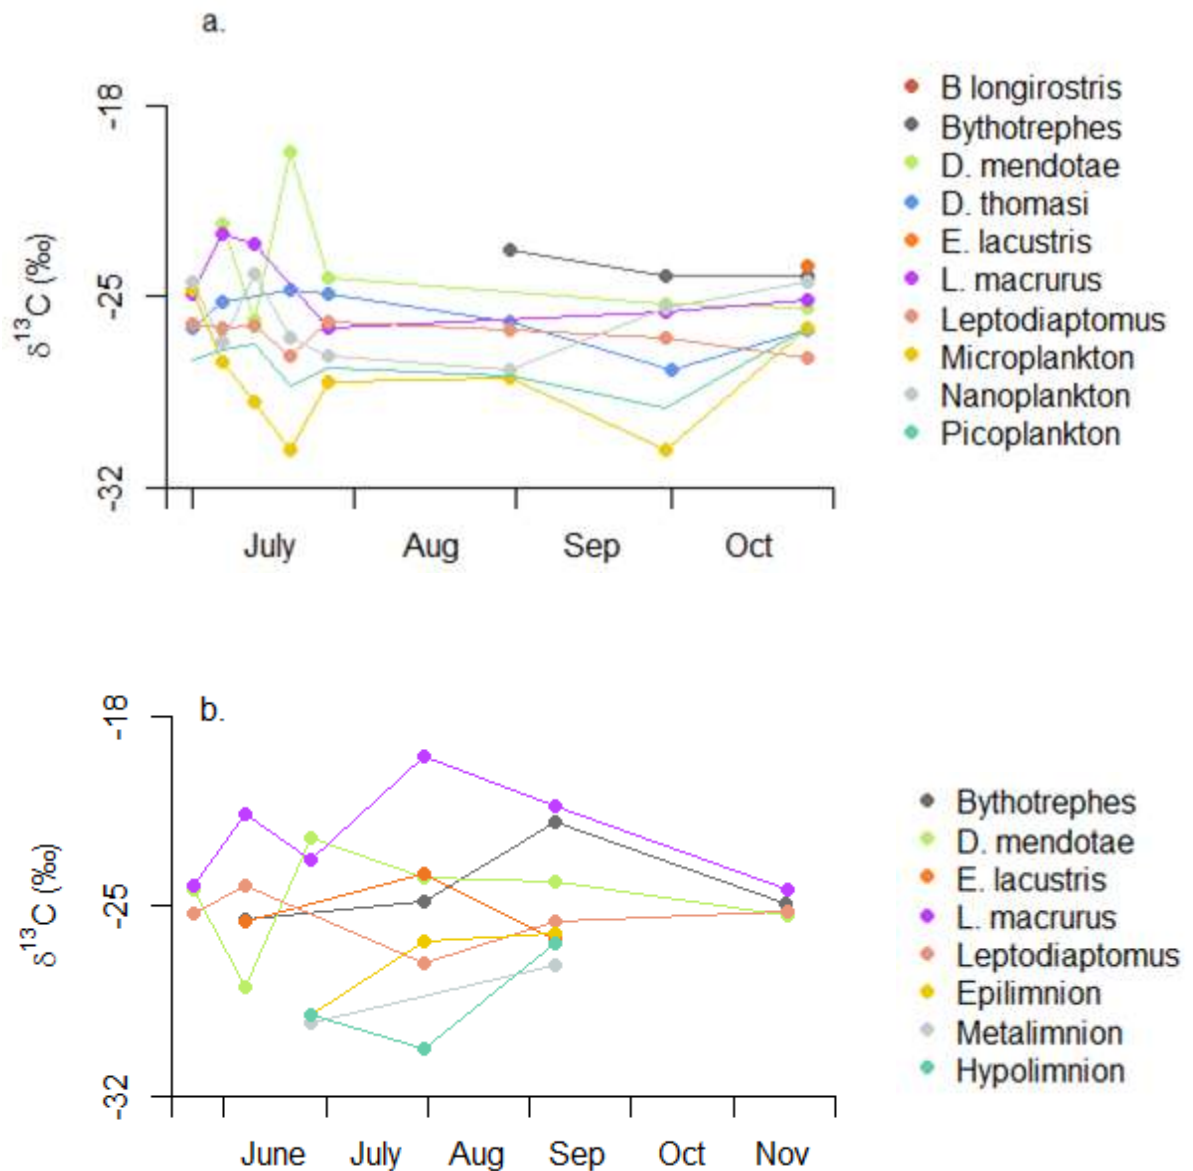 a.
-18
-25
-32
δ¹³C (‰)
July Aug Sep Oct
B longirostris
Bythotrephes
D. mendotae
D. thomasi
E. lacustris
L. macrurus
Leptodiaptomus
Microplankton
Nanoplankton
Picoplankton
b.
-18
-25
-32
δ¹³C (‰)
June July Aug Sep Oct Nov
Bythotrephes
D. mendotae
E. lacustris
L. macrurus
Leptodiaptomus
Epilimnion
Metalimnion
Hypolimnion